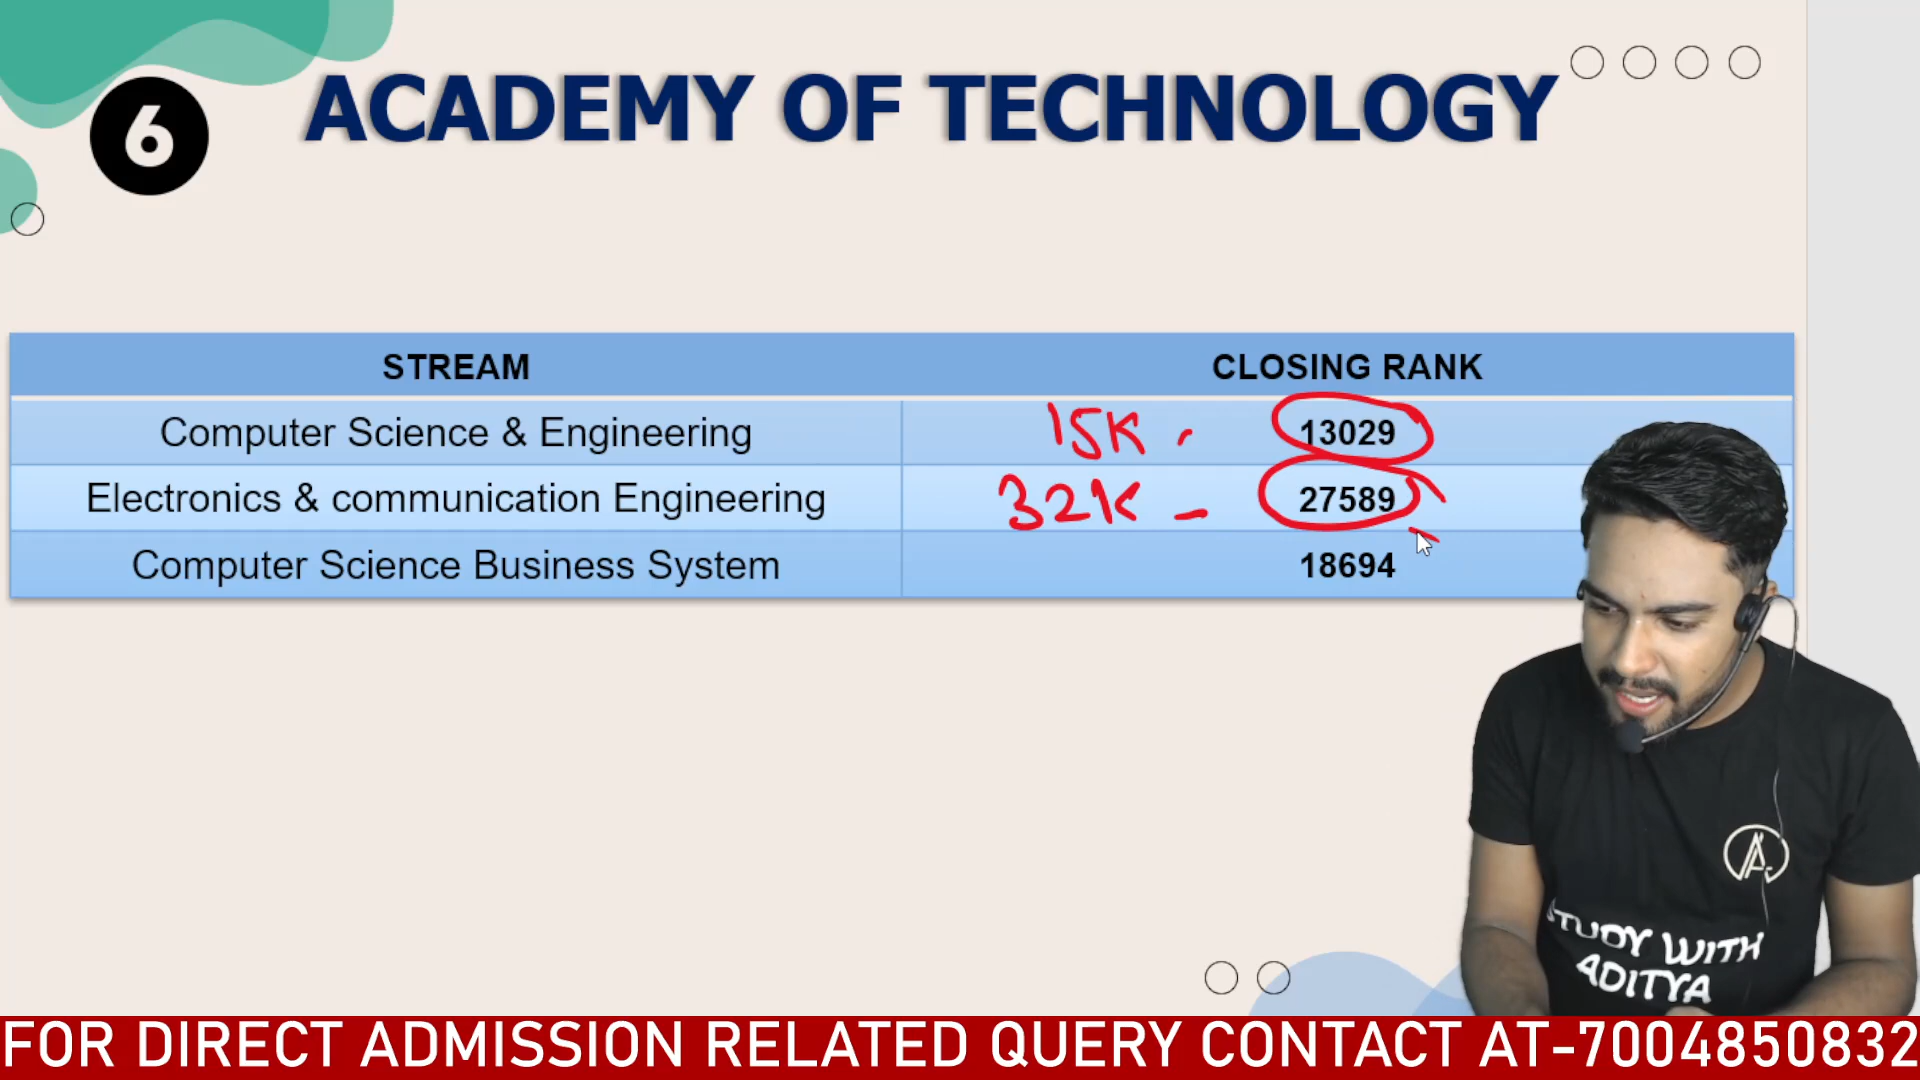 6
ACADEMY OF TECHNOLOGY
STREAM CLOSING RANK
Computer Science & Engineering 15K - 13029
Electronics & communication Engineering 32K - 27589
Computer Science Business System 18694
STUDY WITH
ADITYA
FOR DIRECT ADMISSION RELATED QUERY CONTACT AT-7004850832